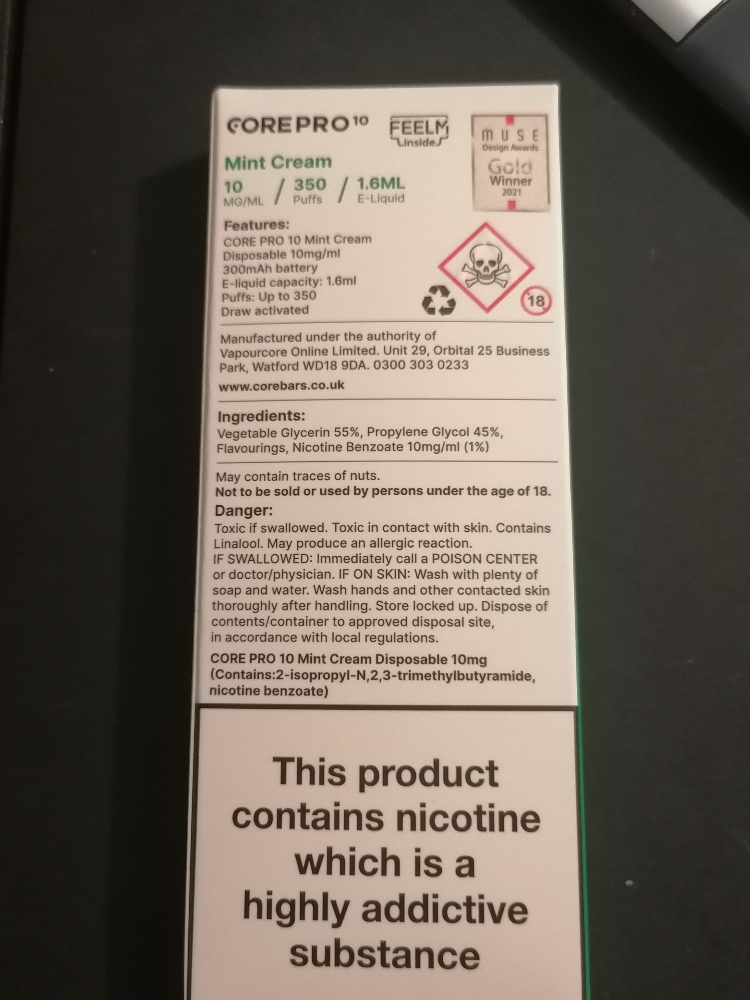 COREPRO10
FEELM
inside
MUSE
Design Awards
Gold
Winner
2021
Mint Cream
10 / 350 / 1.6ML
MG/ML Puffs E-Liquid
Features:
CORE PRO 10 Mint Cream
Disposable 10mg/ml
300mAh battery
E-liquid capacity: 1.6ml
Puffs: Up to 350
Draw activated
18
Manufactured under the authority of
Vapourcore Online Limited. Unit 29, Orbital 25 Business
Park, Watford WD18 9DA. 0300 303 0233
www.corebars.co.uk
Ingredients:
Vegetable Glycerin 55%, Propylene Glycol 45%,
Flavourings, Nicotine Benzoate 10mg/ml (1%)
May contain traces of nuts.
Not to be sold or used by persons under the age of 18.
Danger:
Toxic if swallowed. Toxic in contact with skin. Contains
Linalool. May produce an allergic reaction.
IF SWALLOWED: Immediately call a POISON CENTER
or doctor/physician. IF ON SKIN: Wash with plenty of
soap and water. Wash hands and other contacted skin
thoroughly after handling. Store locked up. Dispose of
contents/container to approved disposal site,
in accordance with local regulations.
CORE PRO 10 Mint Cream Disposable 10mg
(Contains:2-isopropyl-N,2,3-trimethylbutyramide,
nicotine benzoate)
This product
contains nicotine
which is a
highly addictive
substance